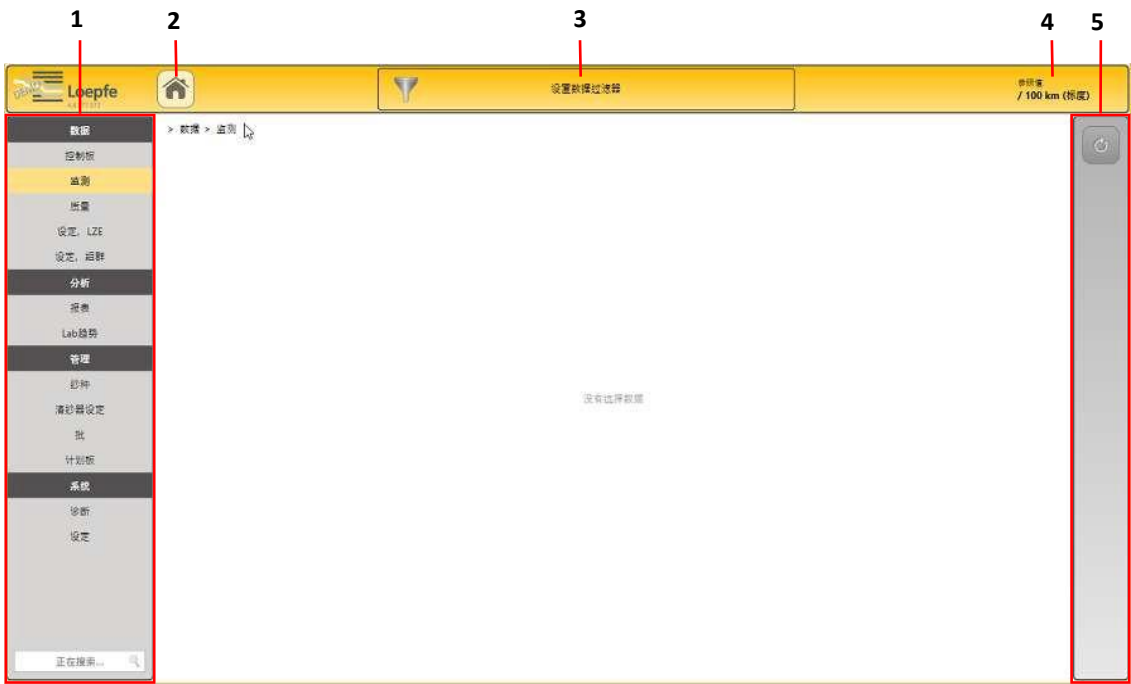 1
2
3
4
5
Loepfe
设置数据过滤器
参照值
/ 100 km (标度)
数据
> 数据 > 监测
控制板
监测
质量
设定, LZE
设定, 组群
分析
报表
Lab趋势
管理
纱种
清纱器设定
批
计划板
系统
诊断
设定
没有选择数据
正在搜索...